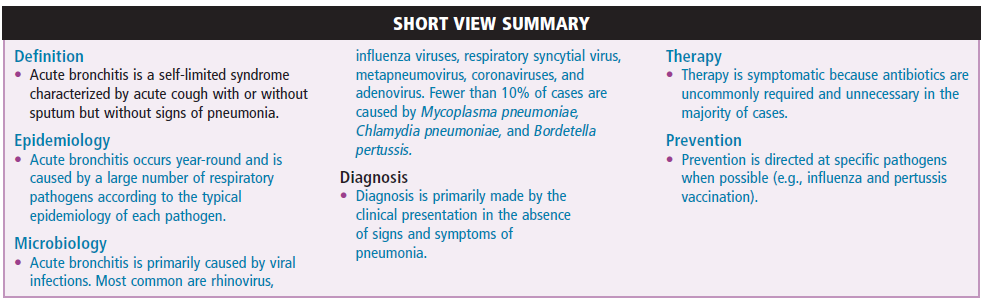 SHORT VIEW SUMMARY
Definition
• Acute bronchitis is a self-limited syndrome
characterized by acute cough with or without
sputum but without signs of pneumonia.
Epidemiology
• Acute bronchitis occurs year-round and is
caused by a large number of respiratory
pathogens according to the typical
epidemiology of each pathogen.
Microbiology
• Acute bronchitis is primarily caused by viral
infections. Most common are rhinovirus,
influenza viruses, respiratory syncytial virus,
metapneumovirus, coronaviruses, and
adenovirus. Fewer than 10% of cases are
caused by Mycoplasma pneumoniae,
Chlamydia pneumoniae, and Bordetella
pertussis.
Diagnosis
• Diagnosis is primarily made by the
clinical presentation in the absence
of signs and symptoms of
pneumonia.
Therapy
• Therapy is symptomatic because antibiotics are
uncommonly required and unnecessary in the
majority of cases.
Prevention
• Prevention is directed at specific pathogens
when possible (e.g., influenza and pertussis
vaccination).